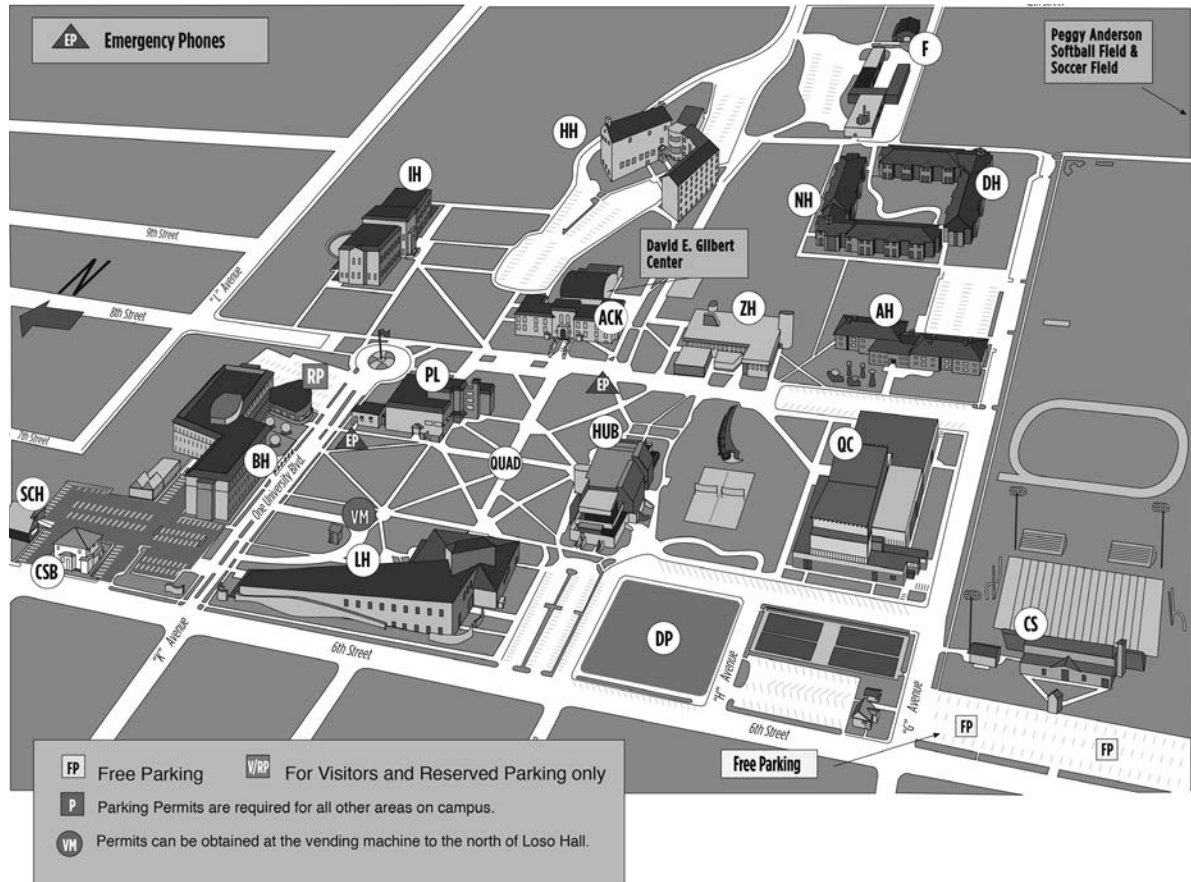 EP Emergency Phones
Peggy Anderson
Softball Field &
Soccer Field
F
HH
IH
DH
NH
9th Street
"L" Avenue
David E. Gilbert
Center
8th Street
ACK
ZH
AH
RP
PL
EP
7th Street
EP
HUB
QC
BH
QUAD
One University Blvd.
SCH
VM
CSB
LH
CS
DP
"K" Avenue
6th Street
"H" Avenue
Avenue
6th Street
FP
FP
Free Parking
FP Free Parking
V/RP For Visitors and Reserved Parking only
P Parking Permits are required for all other areas on campus.
VM Permits can be obtained at the vending machine to the north of Loso Hall.
N